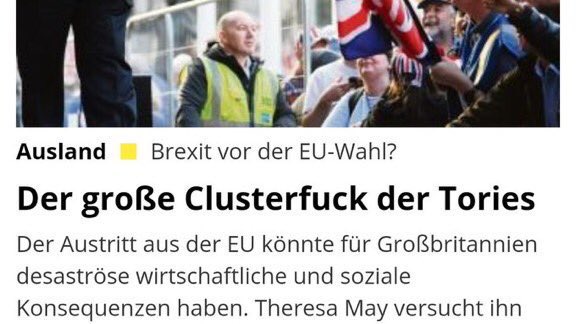 Ausland Brexit vor der EU-Wahl?
Der große Clusterfuck der Tories
Der Austritt aus der EU könnte für Großbritannien
desaströse wirtschaftliche und soziale
Konsequenzen haben. Theresa May versucht ihn